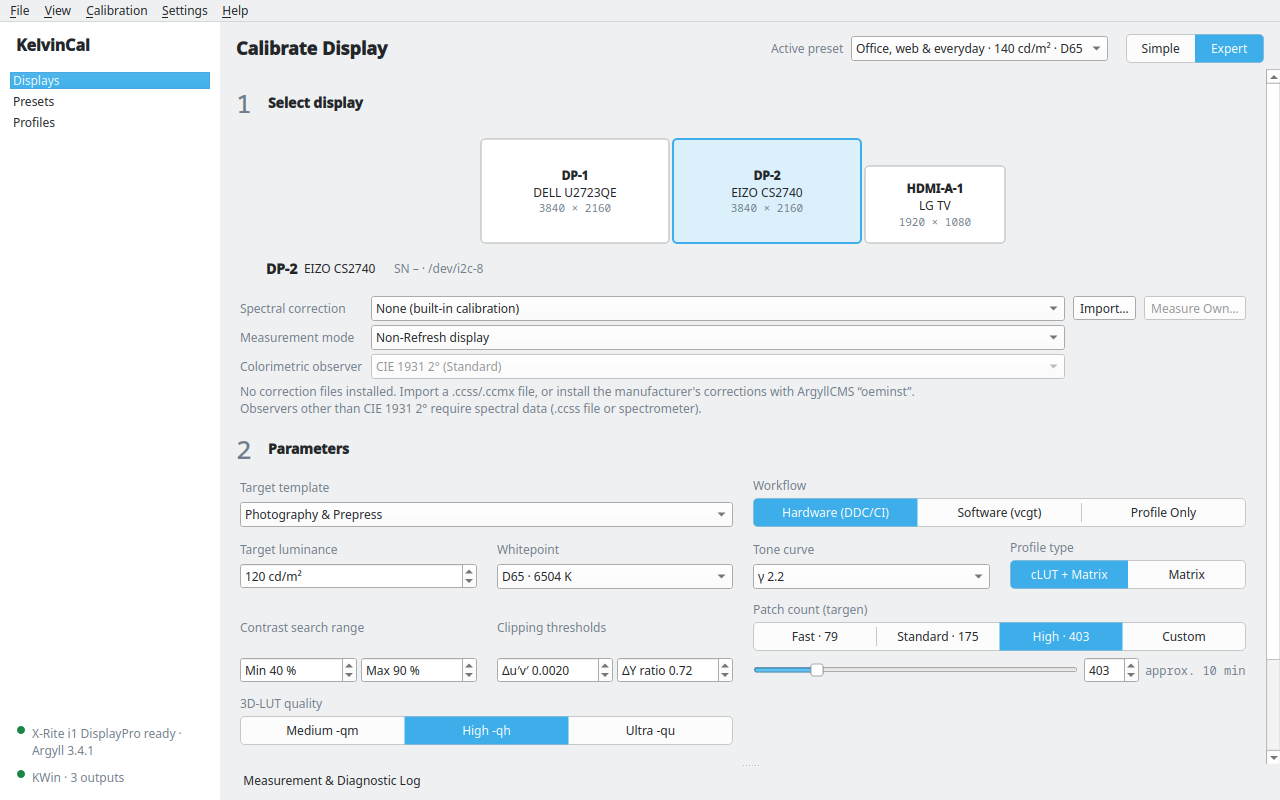 File View Calibration Settings Help
KelvinCal
Displays
Presets
Profiles
X-Rite i1 DisplayPro ready ·
Argyll 3.4.1
KWin · 3 outputs
Calibrate Display
Active preset Office, web & everyday · 140 cd/m² · D65 Simple Expert
1 Select display
DP-1
DELL U2723QE
3840 × 2160
DP-2
EIZO CS2740
3840 × 2160
HDMI-A-1
LG TV
1920 × 1080
DP-2 EIZO CS2740 SN – · /dev/i2c-8
Spectral correction None (built-in calibration) Import... Measure Own...
Measurement mode Non-Refresh display
Colorimetric observer CIE 1931 2° (Standard)
No correction files installed. Import a .ccss/.ccmx file, or install the manufacturer's corrections with ArgyllCMS “oeminst”.
Observers other than CIE 1931 2° require spectral data (.ccss file or spectrometer).
2 Parameters
Target template
Photography & Prepress
Workflow
Hardware (DDC/CI) Software (vcgt) Profile Only
Target luminance
120 cd/m²
Whitepoint
D65 · 6504 K
Tone curve
γ 2.2
Profile type
cLUT + Matrix Matrix
Contrast search range
Min 40 % Max 90 %
Clipping thresholds
Δu′v′ 0.0020 ΔY ratio 0.72
Patch count (targen)
Fast · 79 Standard · 175 High · 403 Custom
403 approx. 10 min
3D-LUT quality
Medium -qm High -qh Ultra -qu
Measurement & Diagnostic Log